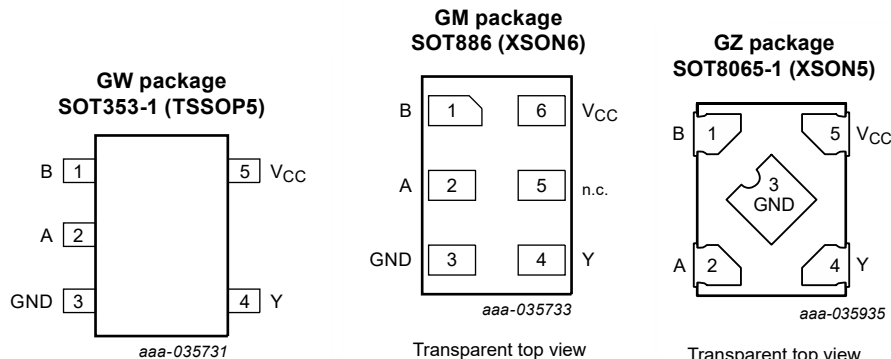 GW package
SOT353-1 (TSSOP5)
B 1
5 VCC
A 2
GND 3
4 Y
aaa-035731
GM package
SOT886 (XSON6)
B 1
6 VCC
A 2
5 n.c.
GND 3
4 Y
aaa-035733
Transparent top view
GZ package
SOT8065-1 (XSON5)
B 1
5 VCC
3
GND
A 2
4 Y
aaa-035935
Transparent top view